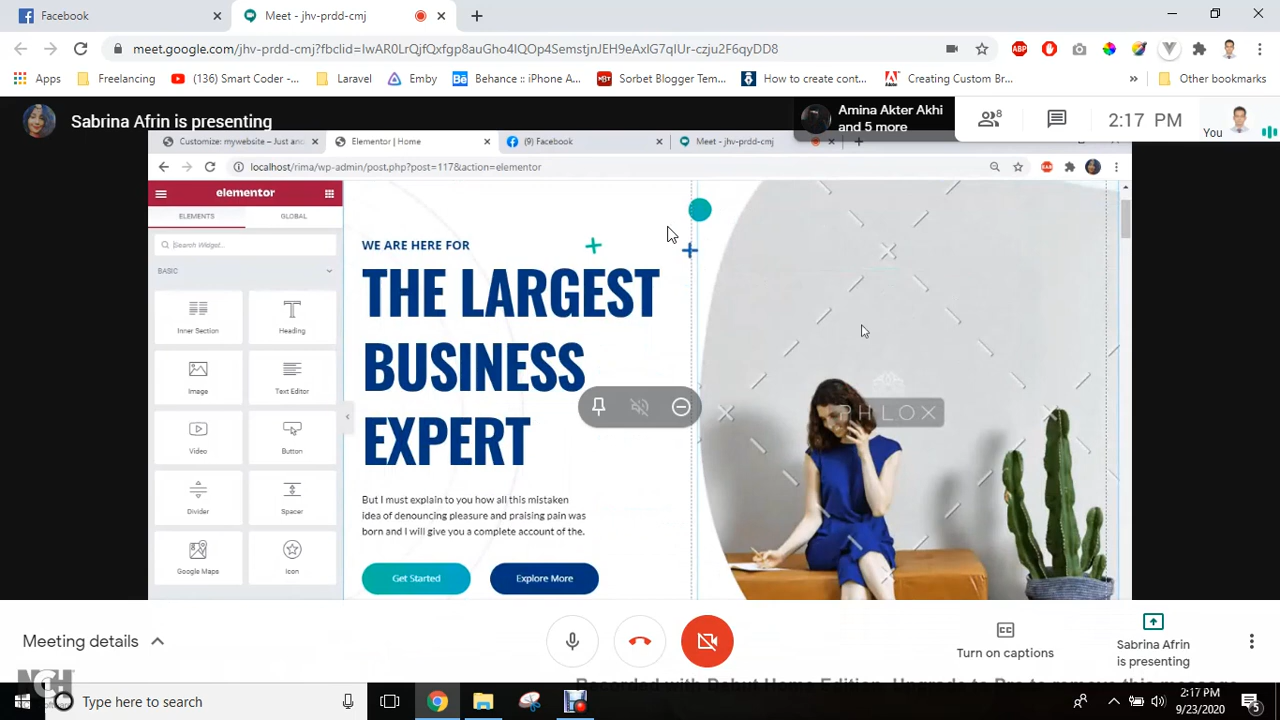 Facebook
Meet - jhv-prdd-cmj
meet.google.com/jhv-prdd-cmj?fbclid=IwAR0LrQjfQxfgp8auGho4IQOp4SemstjnJEH9eAxIG7qIUr-czju2F6qyDD8
Apps
Freelancing
(136) Smart Coder -...
Laravel
Emby
Behance :: iPhone A...
Sorbet Blogger Tem...
How to create cont...
Creating Custom Br...
»
Other bookmarks
Sabrina Afrin is presenting
Amina Akter Akhi
and 5 more
8
2:17 PM
You
Customize: mywebsite – Just and
Elementor | Home
Facebook
Meet - jhv-prdd-cmj
localhost/rima/wp-admin/post.php?post=117&action=elementor
elementor
ELEMENTS
GLOBAL
Search Widget...
BASIC
Inner Section
Heading
Image
Text Editor
Video
Button
Divider
Spacer
Google Maps
Icon
WE ARE HERE FOR
THE LARGEST
BUSINESS
EXPERT
But I must explain to you how all this mistaken
idea of denouncing pleasure and praising pain was
born and I will give you a complete account of the.
Get Started
Explore More
PHLOX
Meeting details
Turn on captions
Sabrina Afrin
is presenting
NCH
Type here to search
2:17 PM
9/23/2020
5